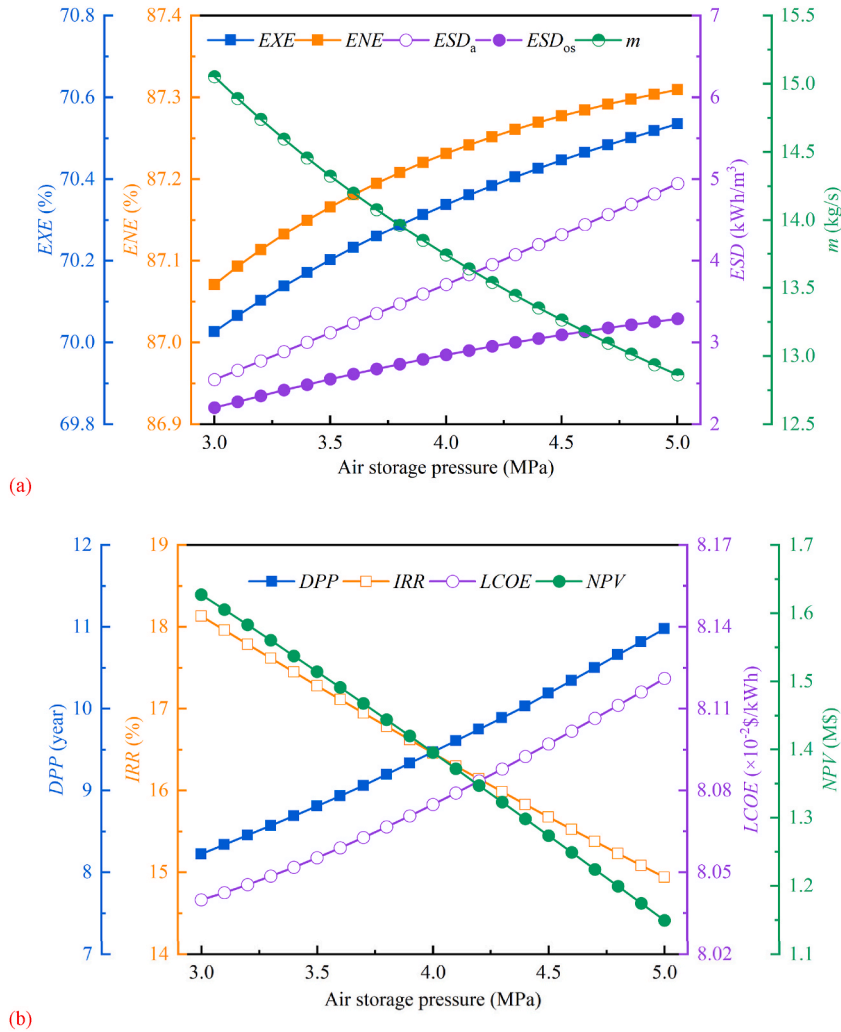 70.8 87.4 7 15.5
EXE ENE ESDa ESDos m
70.6 87.3 6 15.0
14.5
70.4 87.2 5
EXE (%) ENE (%) ESD (kWh/m³) m (kg/s)
14.0
70.2 87.1 4
13.5
70.0 87.0 3
13.0
69.8 86.9 2 12.5
3.0 3.5 4.0 4.5 5.0
Air storage pressure (MPa)
(a)
12 19 8.17 1.7
DPP IRR LCOE NPV
1.6
11 18 8.14
1.5
10 17 8.11
DPP (year) IRR (%) LCOE (×10⁻²$/kWh) NPV (M$)
1.4
9 16 8.08
1.3
8 15 8.05
1.2
7 14 8.02 1.1
3.0 3.5 4.0 4.5 5.0
Air storage pressure (MPa)
(b)